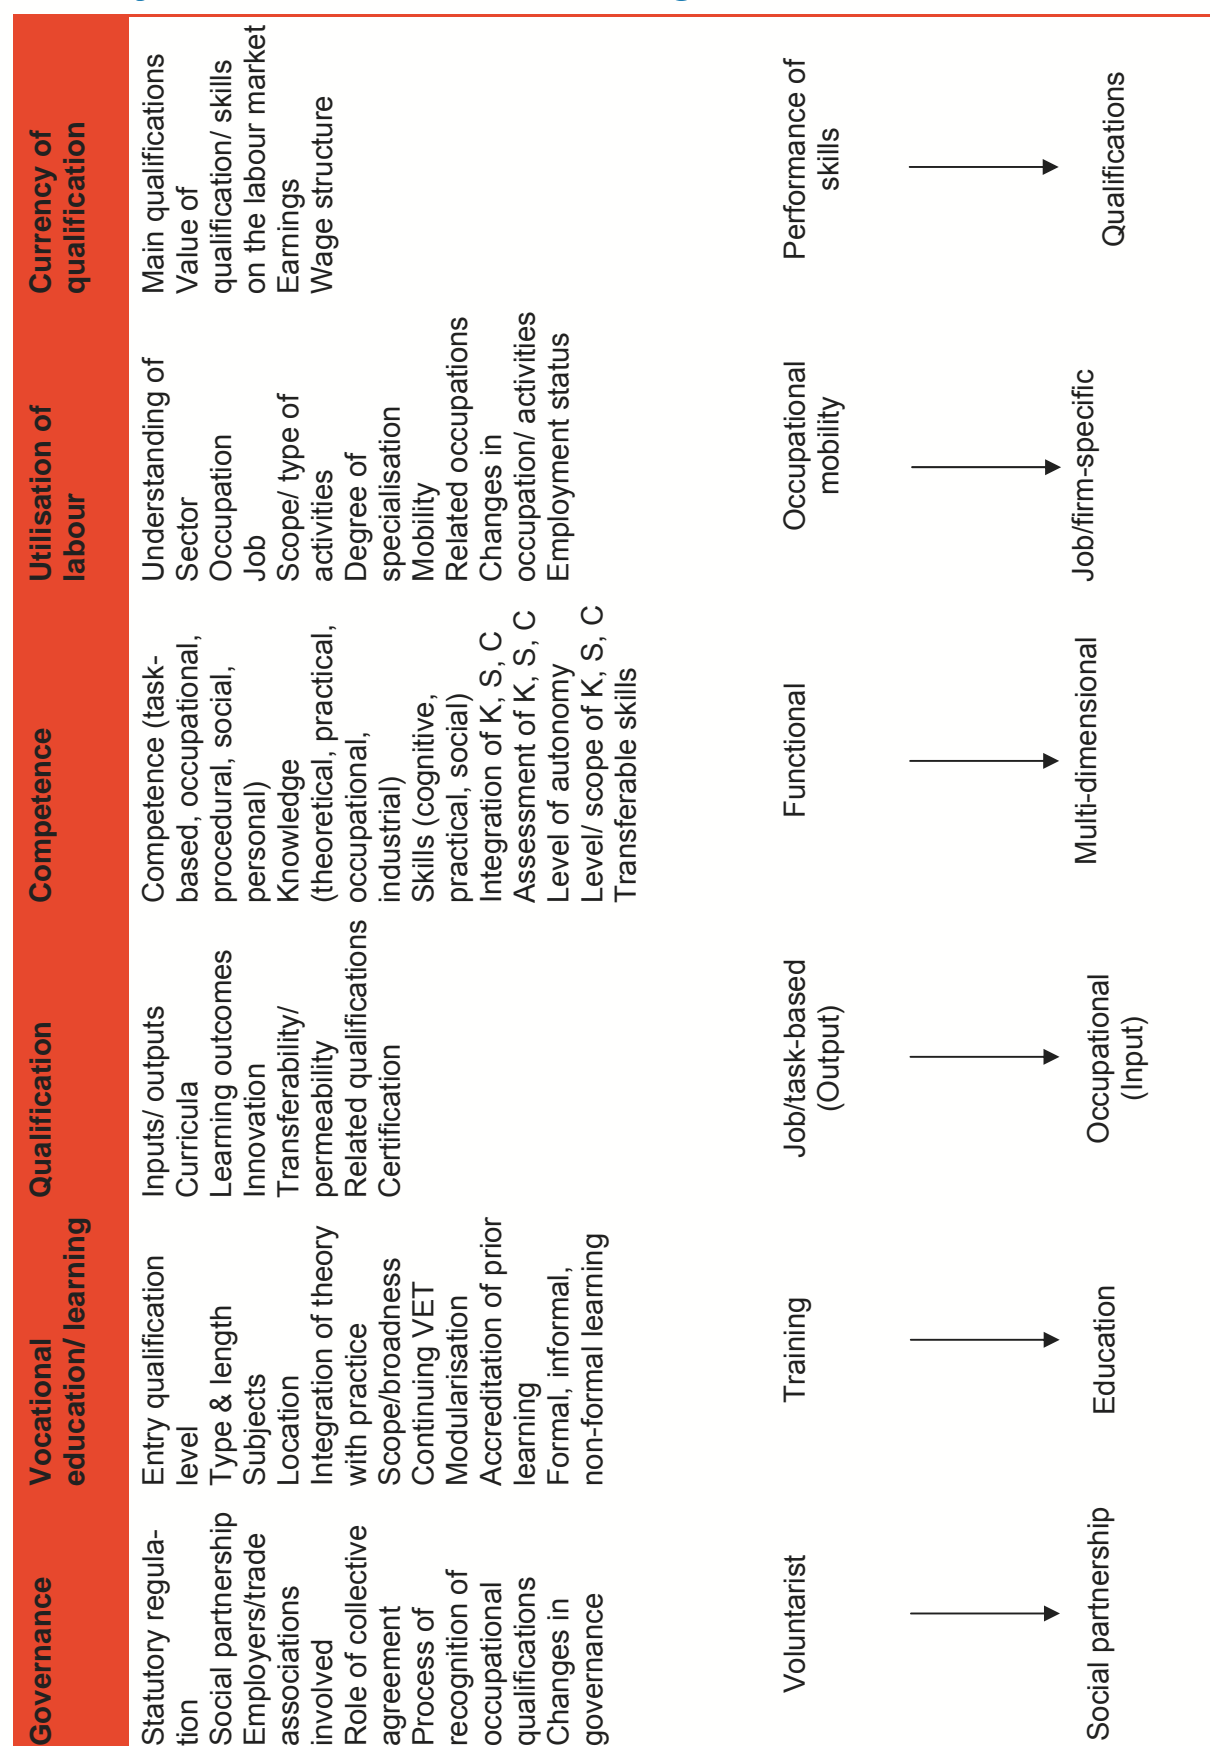 Governance
Statutory regula-
tion
Social partnership
Employers/trade
associations
involved
Role of collective
agreement
Process of
recognition of
occupational
qualifications
Changes in
governance
Voluntarist
Social partnership
Vocational
education/ learning
Entry qualification
level
Type & length
Subjects
Location
Integration of theory
with practice
Scope/broadness
Continuing VET
Modularisation
Accreditation of prior
learning
Formal, informal,
non-formal learning
Training
Education
Qualification
Inputs/ outputs
Curricula
Learning outcomes
Innovation
Transferability/
permeability
Related qualifications
Certification
Job/task-based
(Output)
Occupational
(Input)
Competence
Competence (task-
based, occupational,
procedural, social,
personal)
Knowledge
(theoretical, practical,
occupational,
industrial)
Skills (cognitive,
practical, social)
Integration of K, S, C
Assessment of K, S, C
Level of autonomy
Level/ scope of K, S, C
Transferable skills
Functional
Multi-dimensional
Utilisation of
labour
Understanding of
Sector
Occupation
Job
Scope/ type of
activities
Degree of
specialisation
Mobility
Related occupations
Changes in
occupation/ activities
Employment status
Occupational
mobility
Job/firm-specific
Currency of
qualification
Main qualifications
Value of
qualification/ skills
on the labour market
Earnings
Wage structure
Performance of
skills
Qualifications